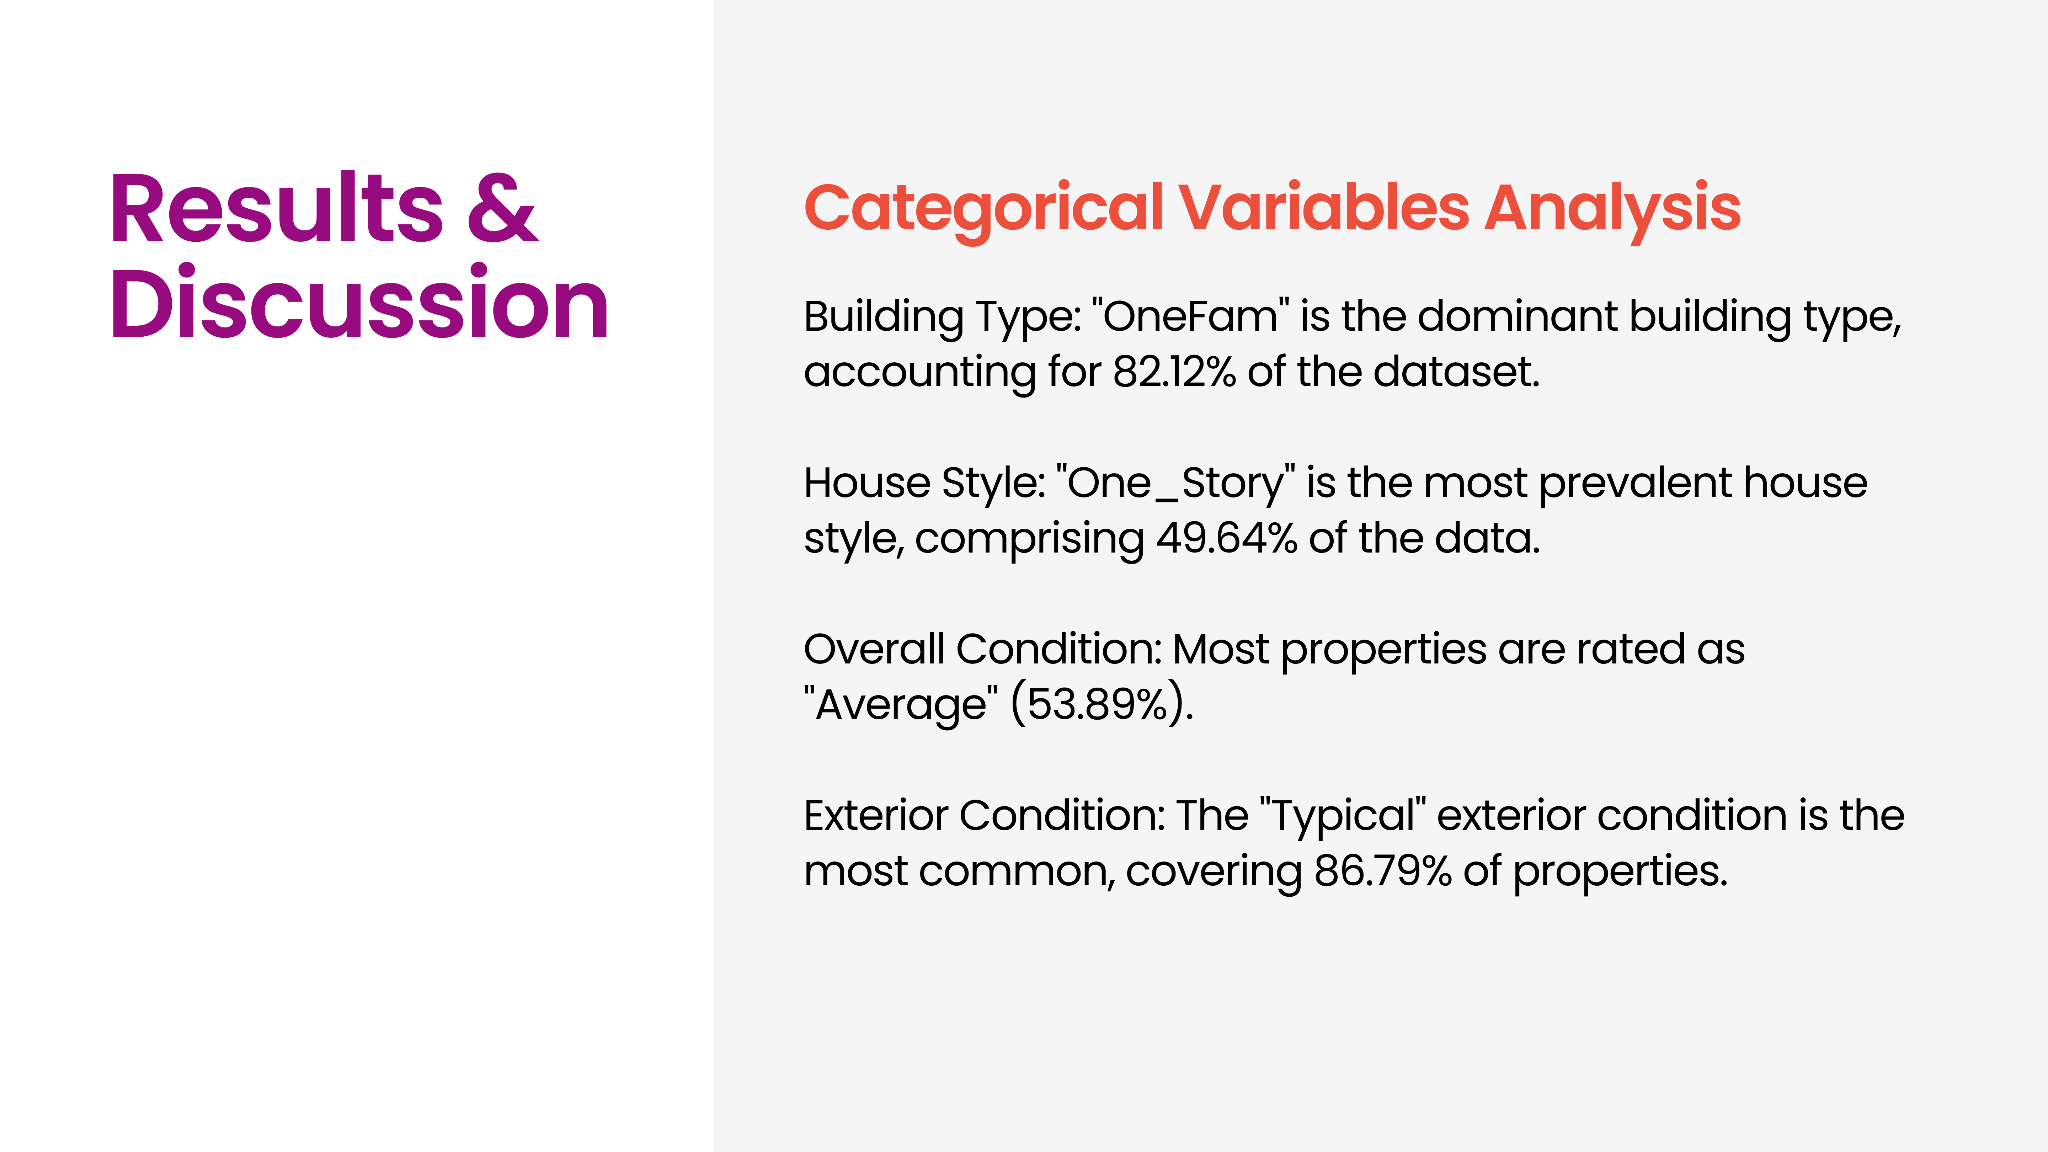 Results &
Discussion
Categorical Variables Analysis
Building Type: "OneFam" is the dominant building type,
accounting for 82.12% of the dataset.
House Style: "One_Story" is the most prevalent house
style, comprising 49.64% of the data.
Overall Condition: Most properties are rated as
"Average" (53.89%).
Exterior Condition: The "Typical" exterior condition is the
most common, covering 86.79% of properties.